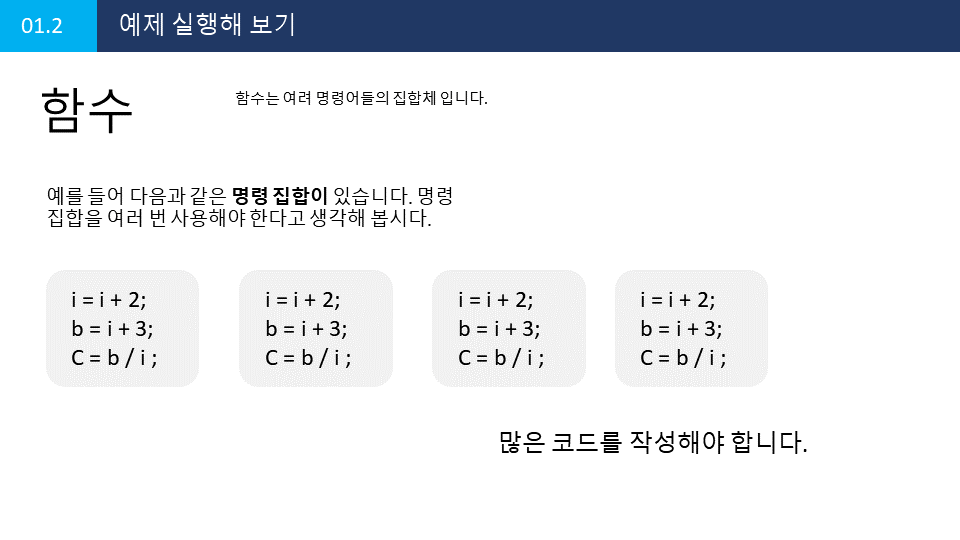 01.2 예제 실행해 보기
함수
함수는 여려 명령어들의 집합체 입니다.
예를 들어 다음과 같은 명령 집합이 있습니다. 명령
집합을 여러 번 사용해야 한다고 생각해 봅시다.
i = i + 2;
b = i + 3;
C = b / i ;
i = i + 2;
b = i + 3;
C = b / i ;
i = i + 2;
b = i + 3;
C = b / i ;
i = i + 2;
b = i + 3;
C = b / i ;
많은 코드를 작성해야 합니다.